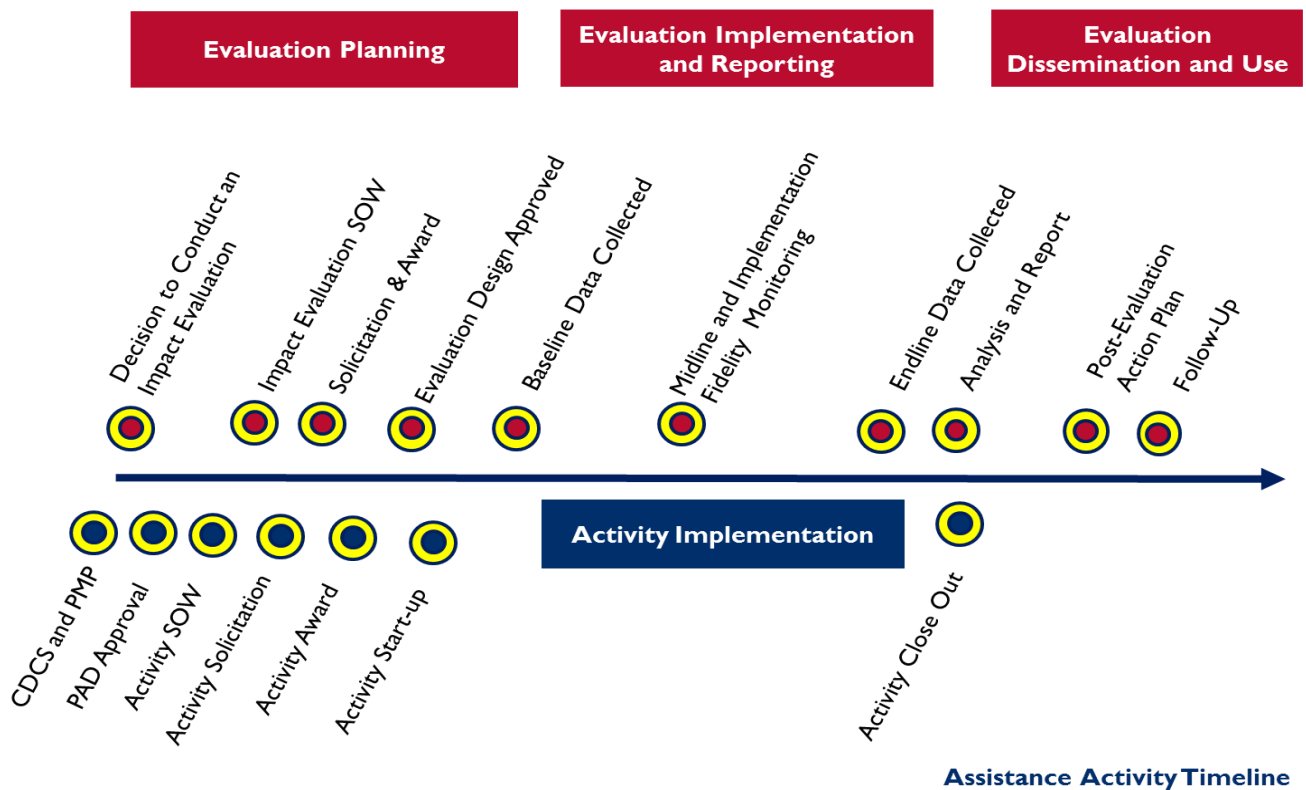 Evaluation Planning
Evaluation Implementation
and Reporting
Evaluation
Dissemination and Use
Decision to Conduct an
Impact Evaluation
Impact Evaluation SOW
Solicitation & Award
Evaluation Design Approved
Baseline Data Collected
Midline and Implementation
Fidelity Monitoring
Endline Data Collected
Analysis and Report
Post-Evaluation
Action Plan
Follow-Up
Activity Implementation
CDCS and PMP
PAD Approval
Activity SOW
Activity Solicitation
Activity Award
Activity Start-up
Activity Close Out
Assistance Activity Timeline